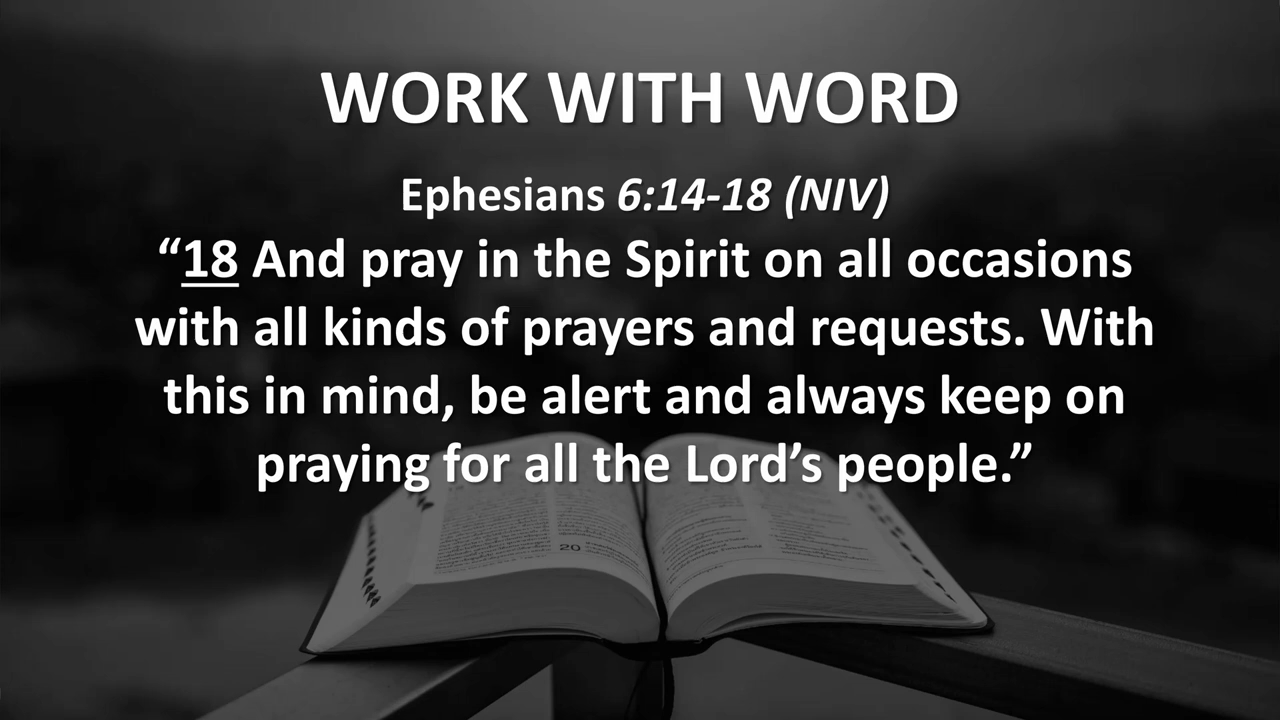 WORK WITH WORD
Ephesians 6:14-18 (NIV)
“18 And pray in the Spirit on all occasions
with all kinds of prayers and requests. With
this in mind, be alert and always keep on
praying for all the Lord’s people.”
20